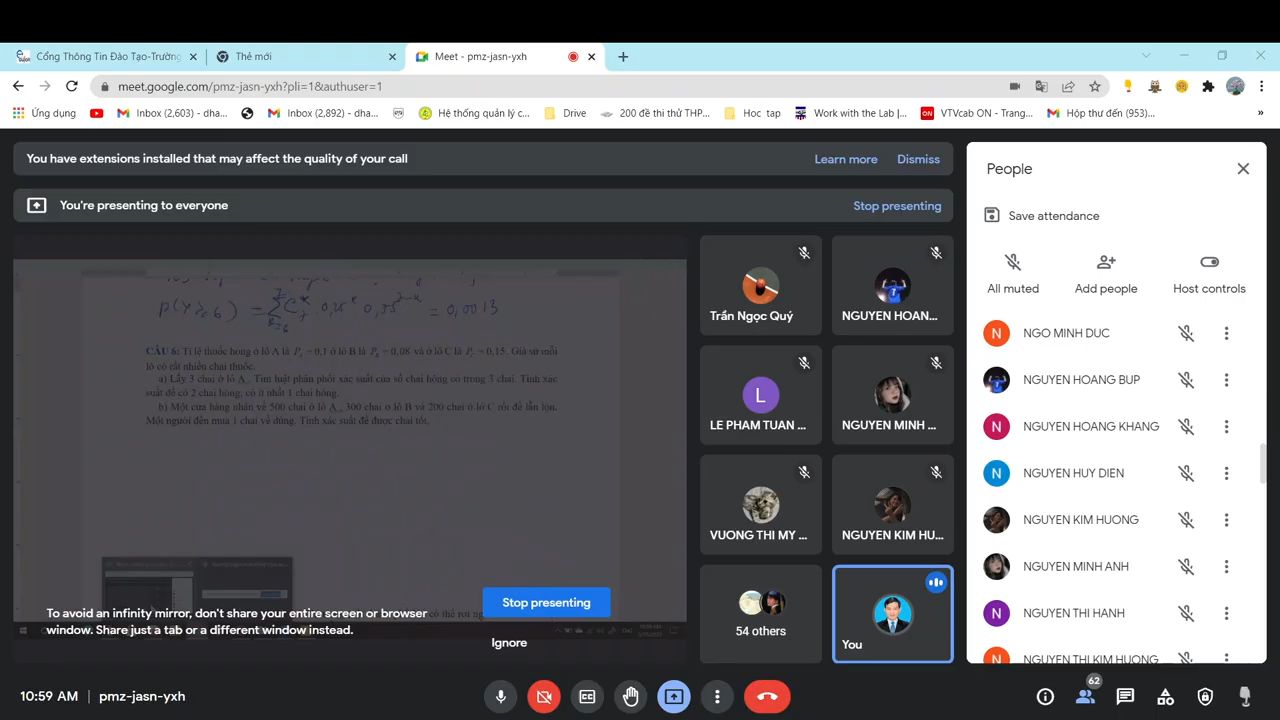 Cổng Thông Tin Đào Tạo-Trường
Thẻ mới
Meet - pmz-jasn-yxh
meet.google.com/pmz-jasn-yxh?pli=1&authuser=1
Ứng dụng
Inbox (2,603) - dha...
Inbox (2,892) - dha...
Hệ thống quản lý c...
Drive
200 đề thi thử THP...
Hoc tap
Work with the Lab |...
VTVcab ON - Trang...
Hộp thư đến (953)...
»
You have extensions installed that may affect the quality of your call
Learn more
Dismiss
You're presenting to everyone
Stop presenting
= 0,0013
CÂU 6: Tỉ lệ thuốc hỏng ở lô A là = 0,1 ở lô B là = 0,08 và ở lô C là = 0,15. Giả sử mỗi
lô có rất nhiều chai thuốc.
a) Lấy 3 chai ở lô A. Tìm luật phân phối xác suất của số chai hỏng có trong 3 chai. Tính xác
suất để có 2 chai hỏng; có ít nhất 1 chai hỏng.
b) Một cửa hàng nhận về 500 chai ở lô A, 300 chai ở lô B và 200 chai ở lô C rồi để lẫn lộn.
Một người đến mua 1 chai về dùng. Tính xác suất để được chai tốt.
To avoid an infinity mirror, don't share your entire screen or browser
window. Share just a tab or a different window instead.
Stop presenting
Ignore
Trần Ngọc Quý
NGUYEN HOAN...
L
LE PHAM TUAN ...
NGUYEN MINH ...
VUONG THI MY ...
NGUYEN KIM HU...
54 others
You
People
Save attendance
All muted
Add people
Host controls
N
NGO MINH DUC
NGUYEN HOANG BUP
N
NGUYEN HOANG KHANG
N
NGUYEN HUY DIEN
NGUYEN KIM HUONG
NGUYEN MINH ANH
N
NGUYEN THI HANH
N
NGUYEN THI KIM HUONG
10:59 AM
pmz-jasn-yxh
62